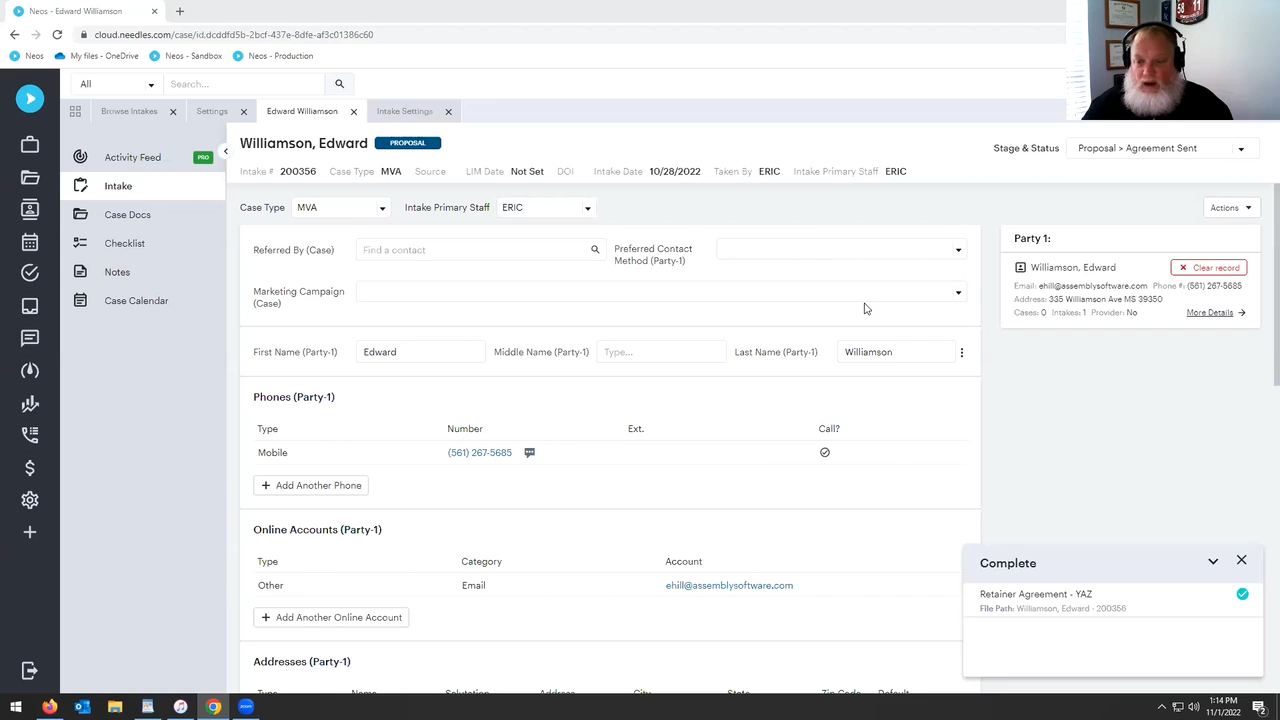 Neos - Edward Williamson
cloud.needles.com/case/id,dcddfd5b-2bcf-437e-8dfe-af3c01386c60
Neos
My files - OneDrive
Neos - Sandbox
Neos - Production
58 11
All
Search...
Browse Intakes
Settings
Edward Williamson
Intake Settings
Activity Feed
PRO
Intake
Case Docs
Checklist
Notes
Case Calendar
Williamson, Edward
PROPOSAL
Stage & Status
Proposal > Agreement Sent
Intake # 200356 Case Type MVA Source LIM Date Not Set DOI Intake Date 10/28/2022 Taken By ERIC Intake Primary Staff ERIC
Case Type MVA Intake Primary Staff ERIC
Actions
Referred By (Case)
Find a contact
Preferred Contact
Method (Party-1)
Marketing Campaign
(Case)
First Name (Party-1) Edward Middle Name (Party-1) Type... Last Name (Party-1) Williamson
Phones (Party-1)
Type Number Ext. Call?
Mobile (561) 267-5685
+ Add Another Phone
Online Accounts (Party-1)
Type Category Account
Other Email ehill@assemblysoftware.com
+ Add Another Online Account
Addresses (Party-1)
Type Name Salutation Address City State Zip Code Default
Party 1:
Williamson, Edward
Clear record
Email: ehill@assemblysoftware.com Phone #: (561) 267-5685
Address: 335 Williamson Ave MS 39350
Cases: 0 Intakes: 1 Provider: No
More Details
Complete
Retainer Agreement - YAZ
File Path: Williamson, Edward - 200356
1:14 PM
11/1/2022
2